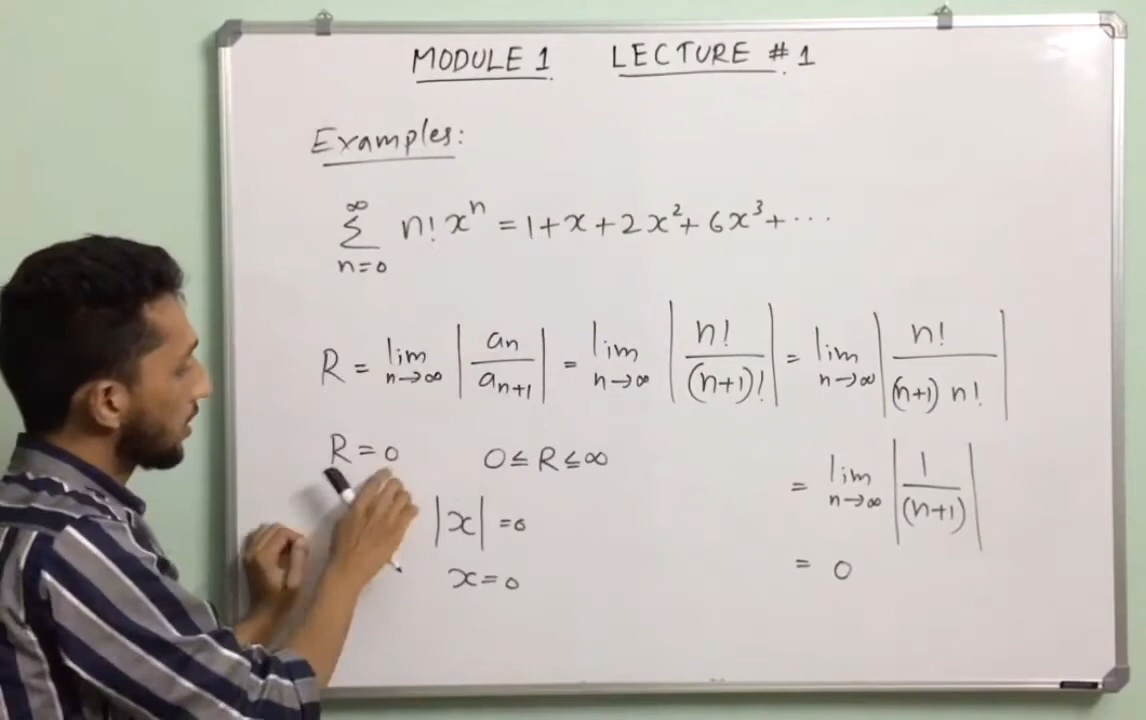 MODULE 1 LECTURE # 1
Examples:
∞
∑ n! xⁿ = 1 + x + 2x² + 6x³ + ...
n=0
R = lim n→∞ |aₙ / aₙ₊₁| = lim n→∞ |n! / (n+1)!| = lim n→∞ |n! / (n+1) n!|
R = 0 0 ≤ R ≤ ∞ = lim n→∞ |1 / (n+1)|
|x| = 0
x = 0 = 0